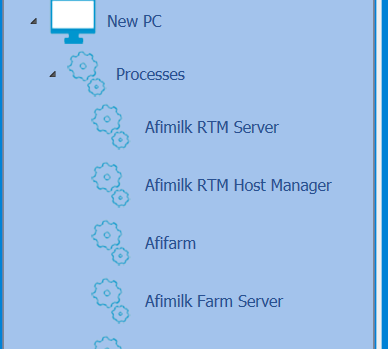 New PC
Processes
Afimilk RTM Server
Afimilk RTM Host Manager
Afifarm
Afimilk Farm Server